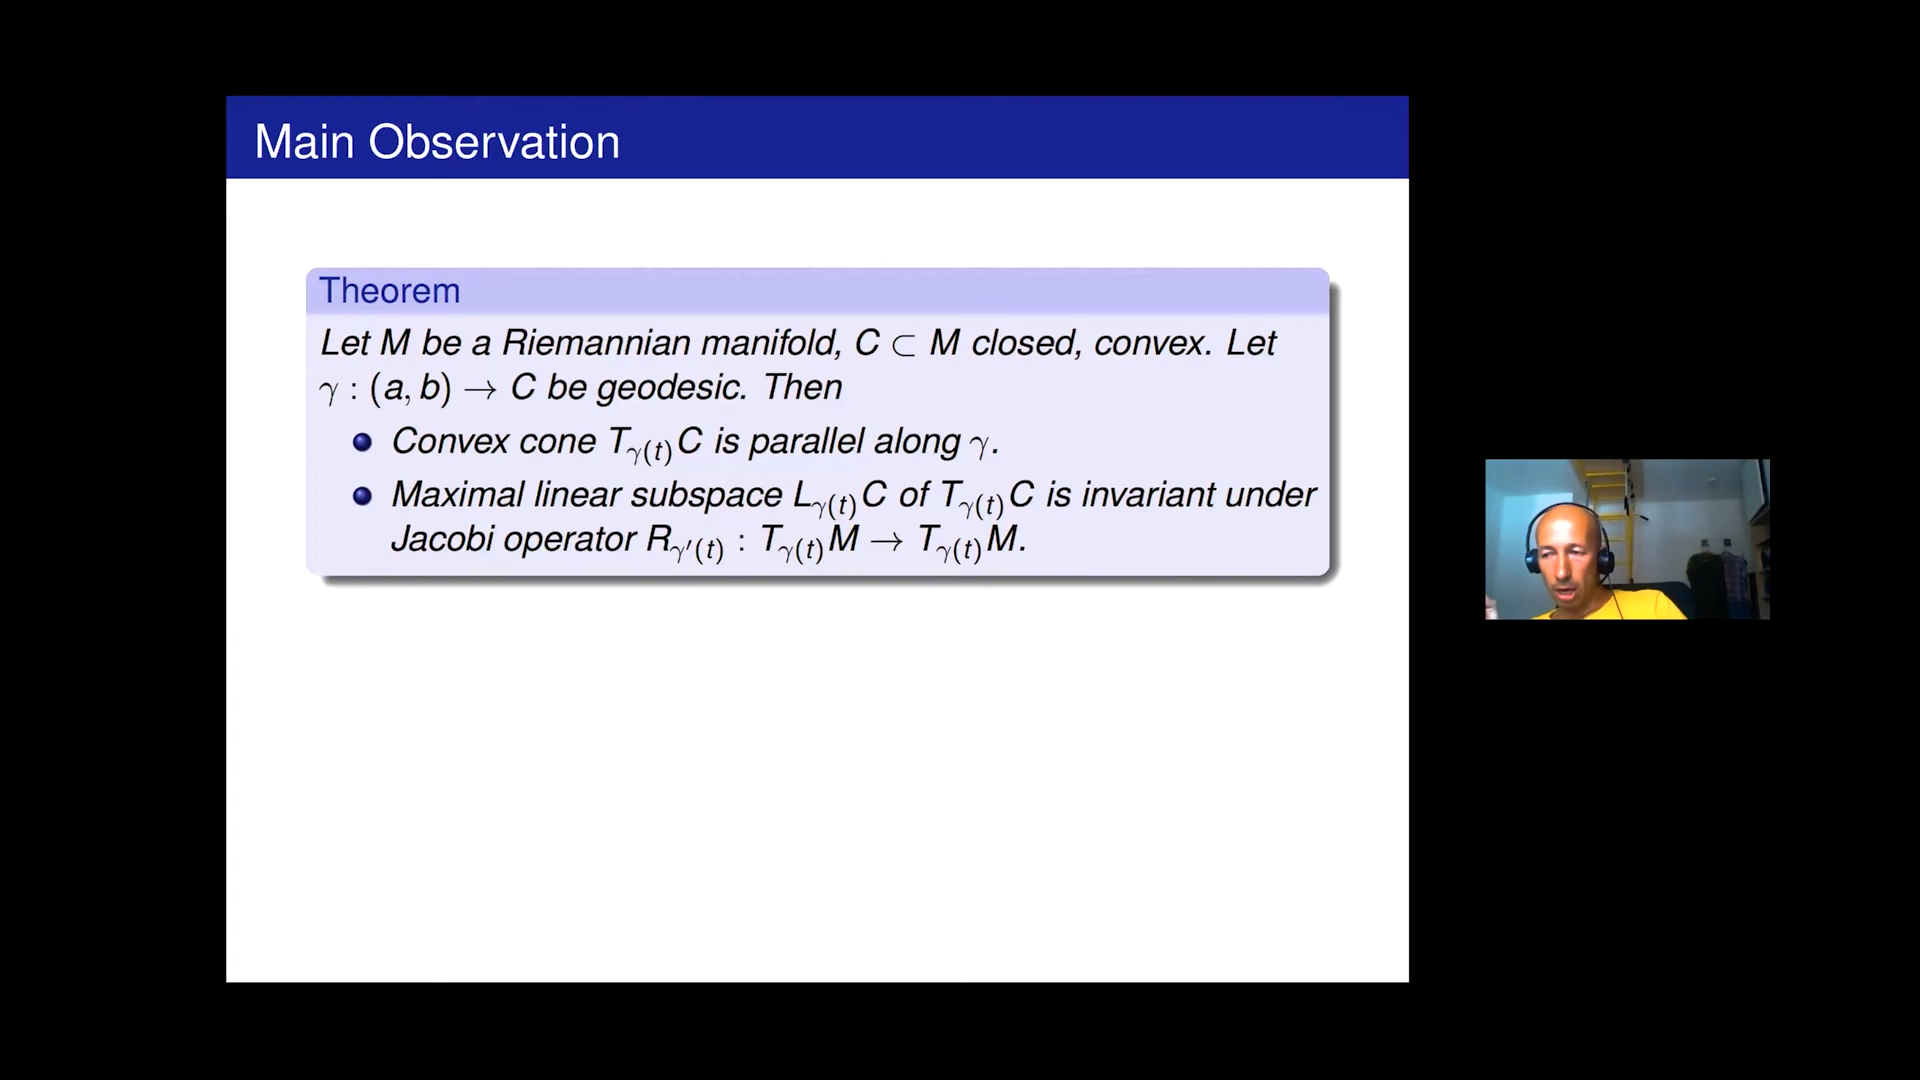 Main Observation
Theorem
Let M be a Riemannian manifold, C ⊂ M closed, convex. Let
γ : (a, b) → C be geodesic. Then
Convex cone T_{γ(t)}C is parallel along γ.
Maximal linear subspace L_{γ(t)}C of T_{γ(t)}C is invariant under
Jacobi operator R_{γ′(t)} : T_{γ(t)}M → T_{γ(t)}M.